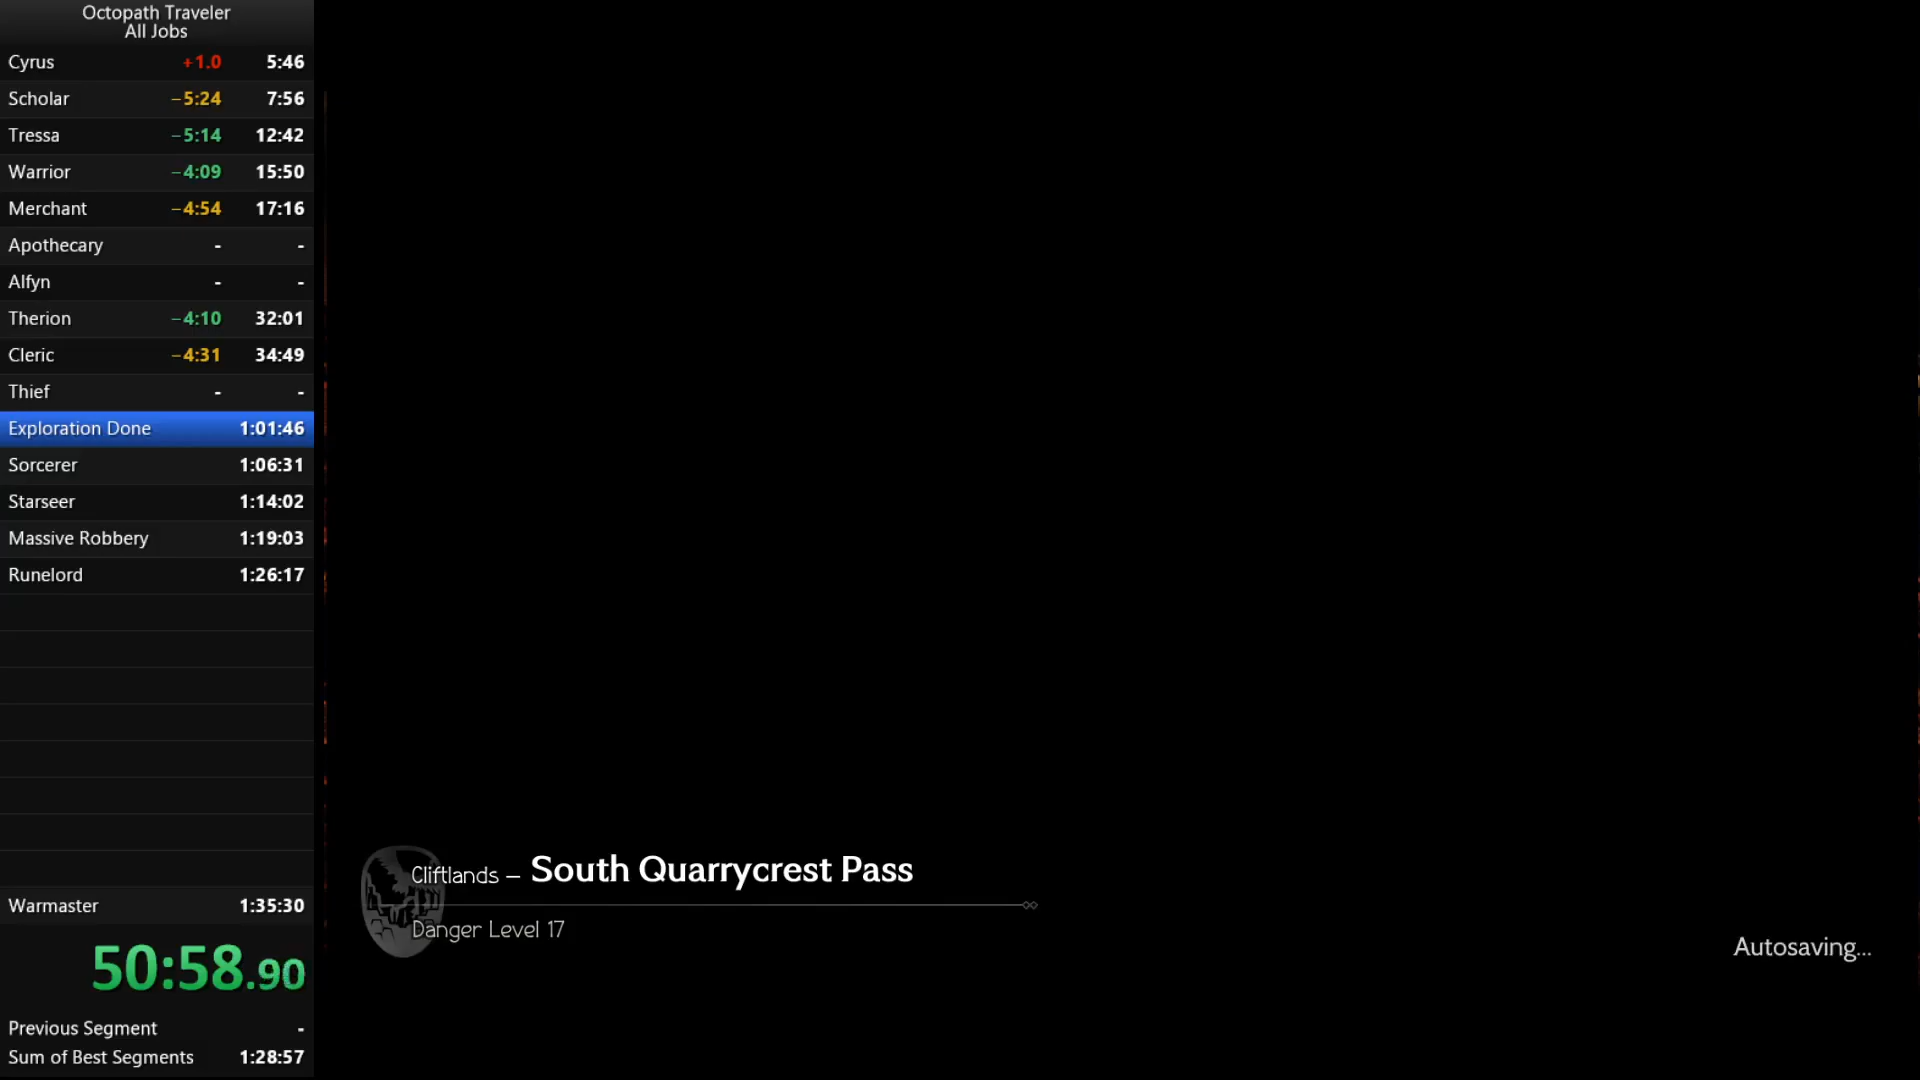 Octopath Traveler
All Jobs
Cyrus +1.0 5:46
Scholar −5:24 7:56
Tressa −5:14 12:42
Warrior −4:09 15:50
Merchant −4:54 17:16
Apothecary - -
Alfyn - -
Therion −4:10 32:01
Cleric −4:31 34:49
Thief - -
Exploration Done 1:01:46
Sorcerer 1:06:31
Starseer 1:14:02
Massive Robbery 1:19:03
Runelord 1:26:17
Warmaster 1:35:30
50:58.90
Previous Segment -
Sum of Best Segments 1:28:57
Cliftlands – South Quarrycrest Pass
Danger Level 17
Autosaving...